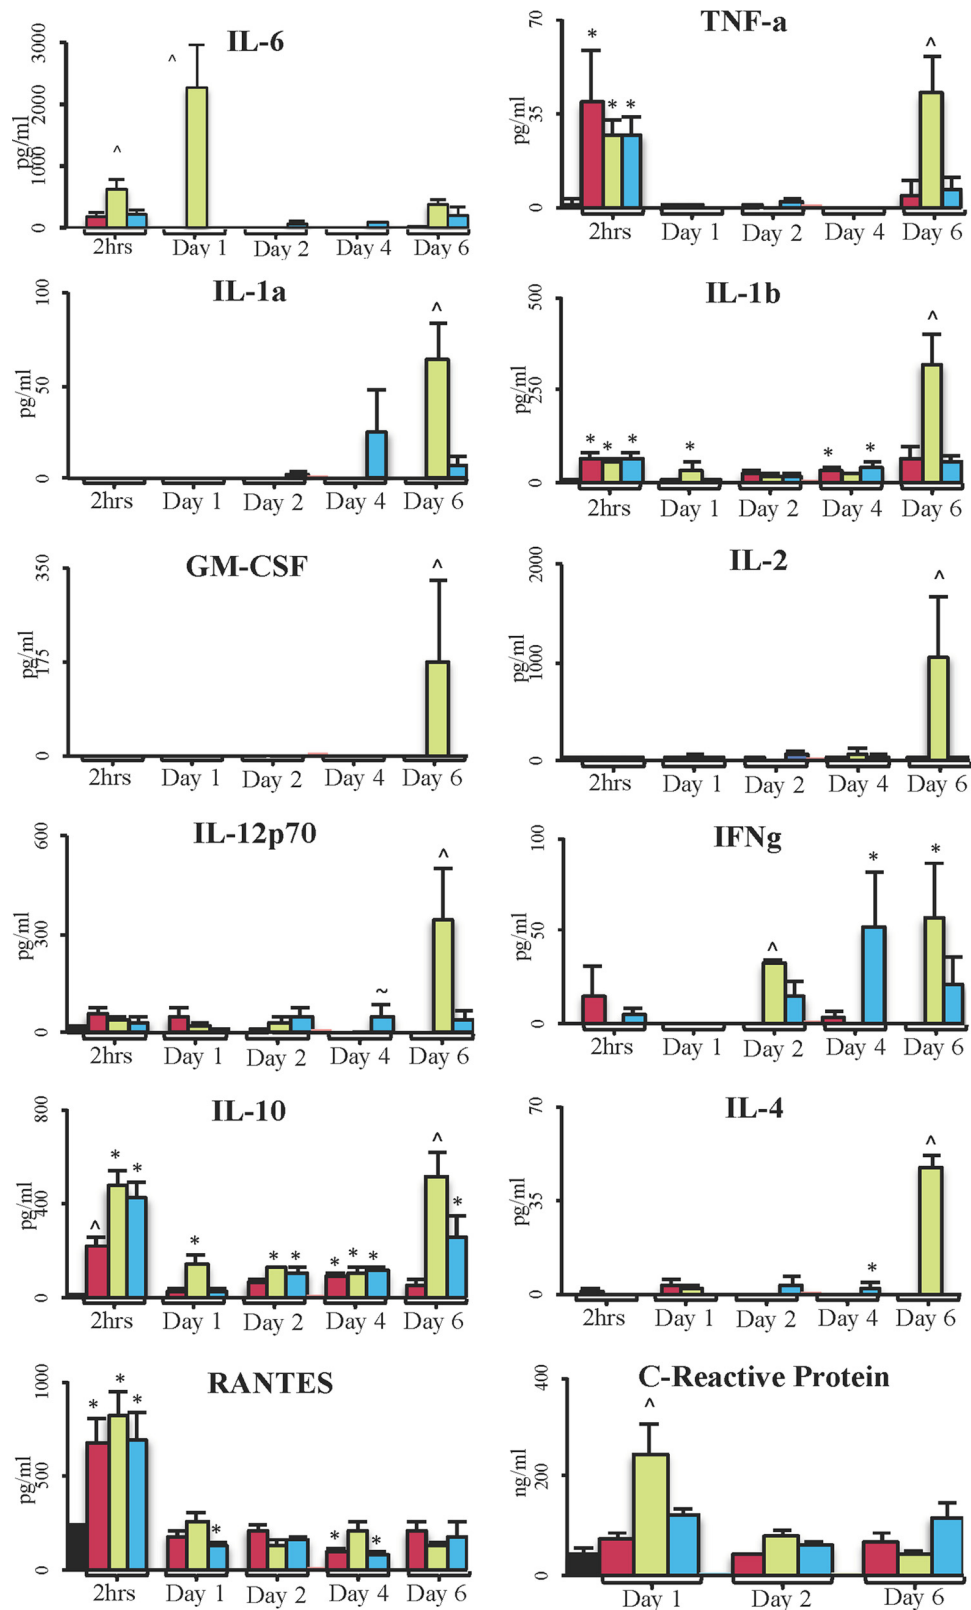 IL-6
pg/ml
3000
2000
1000
0
^
^
2hrs Day 1 Day 2 Day 4 Day 6
TNF-a
pg/ml
70
35
0
* * * ^
2hrs Day 1 Day 2 Day 4 Day 6
IL-1a
pg/ml
100
50
0
^
2hrs Day 1 Day 2 Day 4 Day 6
IL-1b
pg/ml
500
250
0
* * * * * * ^
2hrs Day 1 Day 2 Day 4 Day 6
GM-CSF
pg/ml
350
175
0
^
2hrs Day 1 Day 2 Day 4 Day 6
IL-2
pg/ml
2000
1000
0
^
2hrs Day 1 Day 2 Day 4 Day 6
IL-12p70
pg/ml
600
300
0
~ ^
2hrs Day 1 Day 2 Day 4 Day 6
IFNg
pg/ml
100
50
0
^ * *
2hrs Day 1 Day 2 Day 4 Day 6
IL-10
pg/ml
800
400
0
^ * * * * * * * * ^ *
2hrs Day 1 Day 2 Day 4 Day 6
IL-4
pg/ml
70
35
0
* ^
2hrs Day 1 Day 2 Day 4 Day 6
RANTES
pg/ml
1000
500
0
* * * * * *
2hrs Day 1 Day 2 Day 4 Day 6
C-Reactive Protein
ng/ml
400
200
0
^
Day 1 Day 2 Day 6